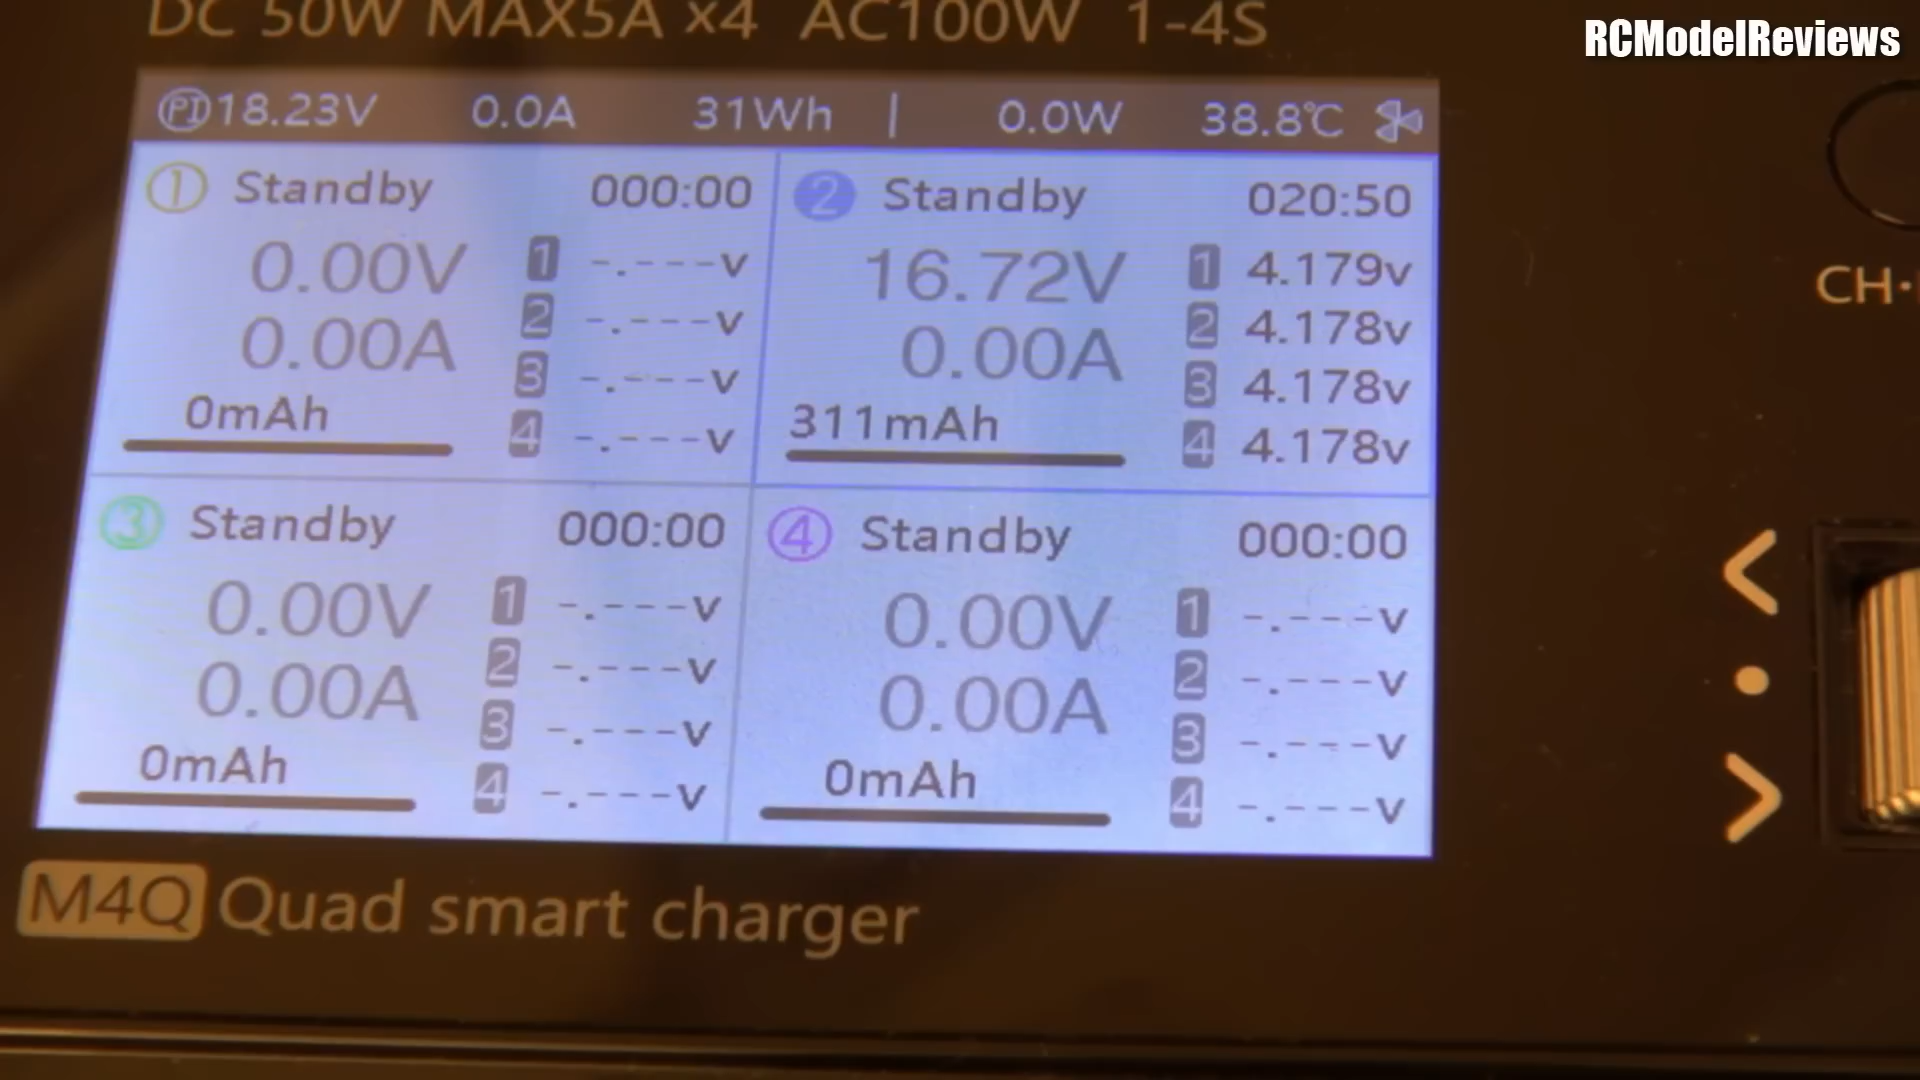 DC 50W MAX5A x4 AC100W 1-4S
RCModelReviews
PI 18.23V 0.0A 31Wh | 0.0W 38.8℃
1 Standby 000:00
0.00V
0.00A
0mAh
1 -.---v
2 -.---v
3 -.---v
4 -.---v
2 Standby 020:50
16.72V
0.00A
311mAh
1 4.179v
2 4.178v
3 4.178v
4 4.178v
3 Standby 000:00
0.00V
0.00A
0mAh
1 -.---v
2 -.---v
3 -.---v
4 -.---v
4 Standby 000:00
0.00V
0.00A
0mAh
1 -.---v
2 -.---v
3 -.---v
4 -.---v
CH·
<
>
M4Q Quad smart charger